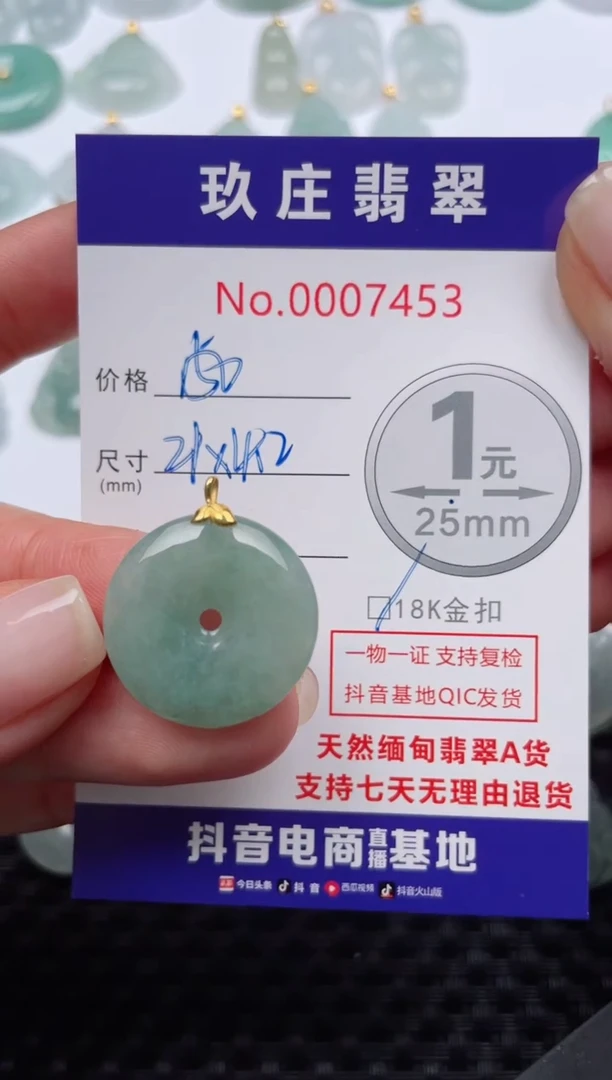 玖庄翡翠
No.0007453
价格
尺寸
(mm)
1元
25mm
18K金扣
一物一证 支持复检
抖音基地QIC发货
天然缅甸翡翠A货
支持七天无理由退货
抖音电商直播基地
今日头条 抖音 西瓜视频 抖音火山版